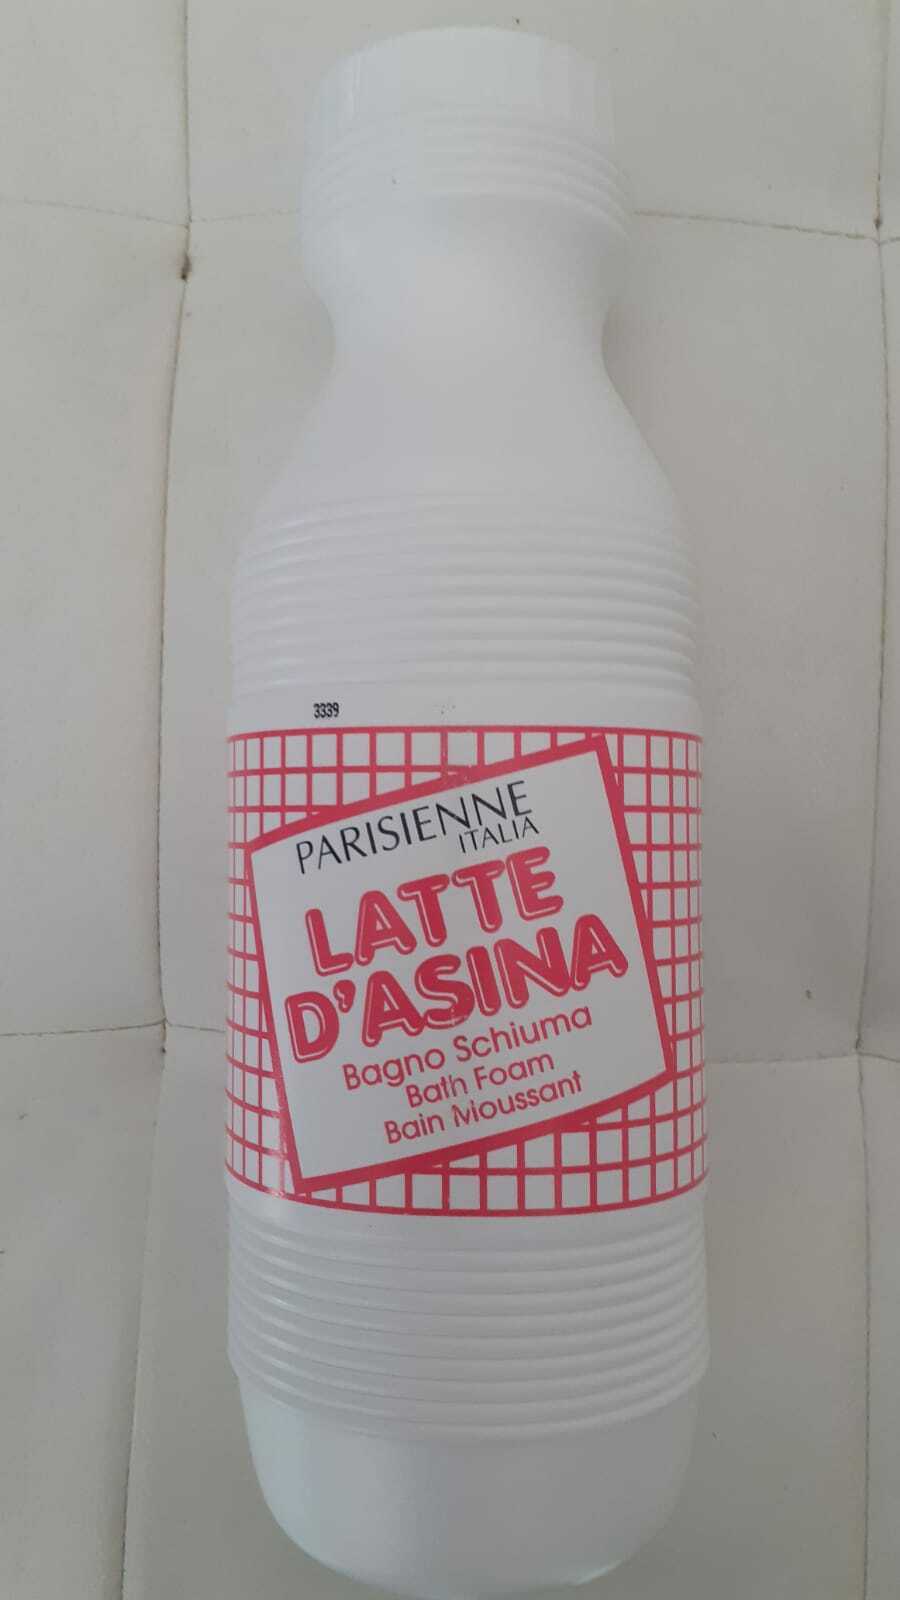 3339
PARISIENNE
ITALIA
LATTE
D'ASINA
Bagno Schiuma
Bath Foam
Bain Moussant